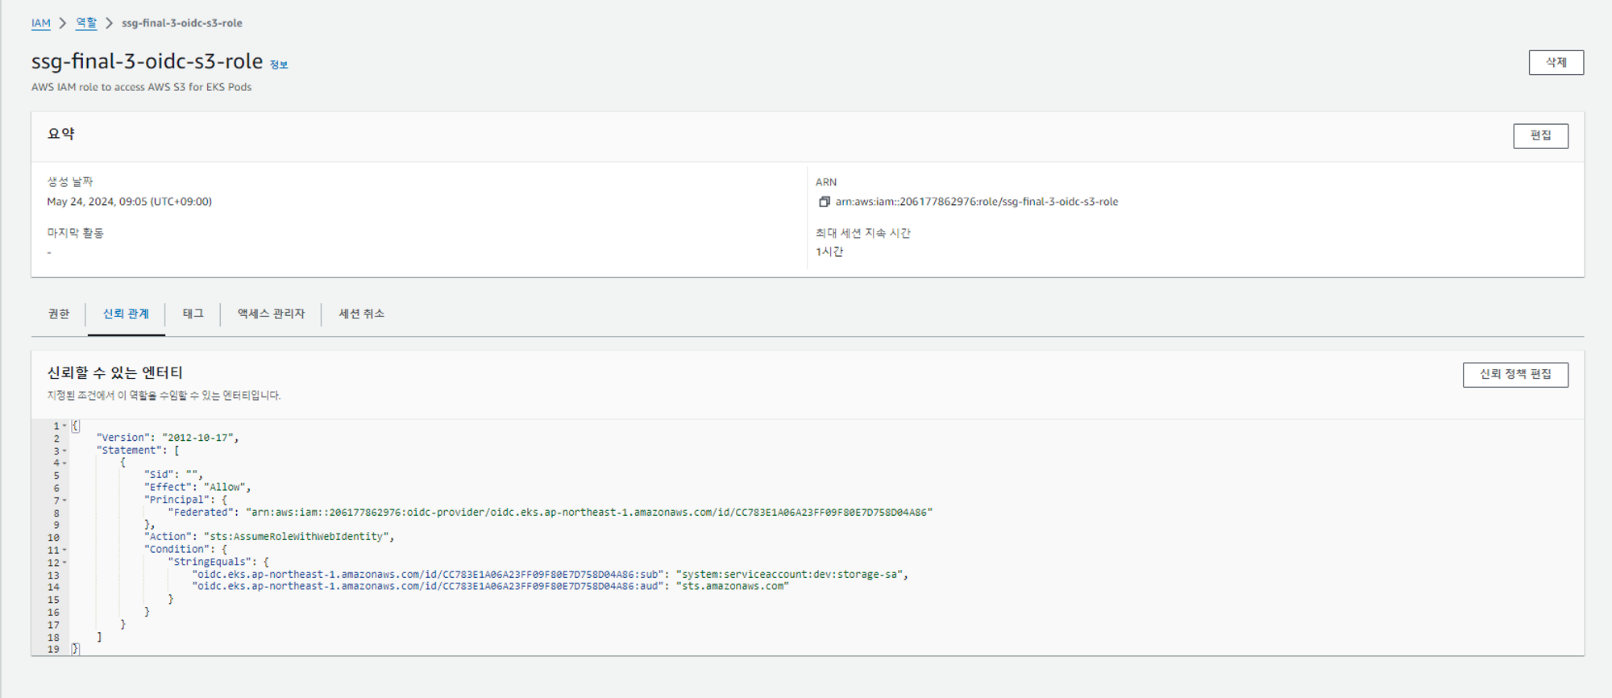 IAM > 역할 > ssg-final-3-oidc-s3-role
ssg-final-3-oidc-s3-role 정보
삭제
AWS IAM role to access AWS S3 for EKS Pods
요약
편집
생성 날짜
May 24, 2024, 09:05 (UTC+09:00)
ARN
arn:aws:iam::206177862976:role/ssg-final-3-oidc-s3-role
마지막 활동
-
최대 세션 지속 시간
1시간
권한
신뢰 관계
태그
액세스 관리자
세션 취소
신뢰할 수 있는 엔터티
신뢰 정책 편집
지정된 조건에서 이 역할을 수임할 수 있는 엔터티입니다.
1 {
2 "Version": "2012-10-17",
3 "Statement": [
4 {
5 "Sid": "",
6 "Effect": "Allow",
7 "Principal": {
8 "Federated": "arn:aws:iam::206177862976:oidc-provider/oidc.eks.ap-northeast-1.amazonaws.com/id/CC783E1A06A23FF09F80E7D758D04A86"
9 },
10 "Action": "sts:AssumeRoleWithWebIdentity",
11 "Condition": {
12 "StringEquals": {
13 "oidc.eks.ap-northeast-1.amazonaws.com/id/CC783E1A06A23FF09F80E7D758D04A86:sub": "system:serviceaccount:dev:storage-sa",
14 "oidc.eks.ap-northeast-1.amazonaws.com/id/CC783E1A06A23FF09F80E7D758D04A86:aud": "sts.amazonaws.com"
15 }
16 }
17 }
18 ]
19 }